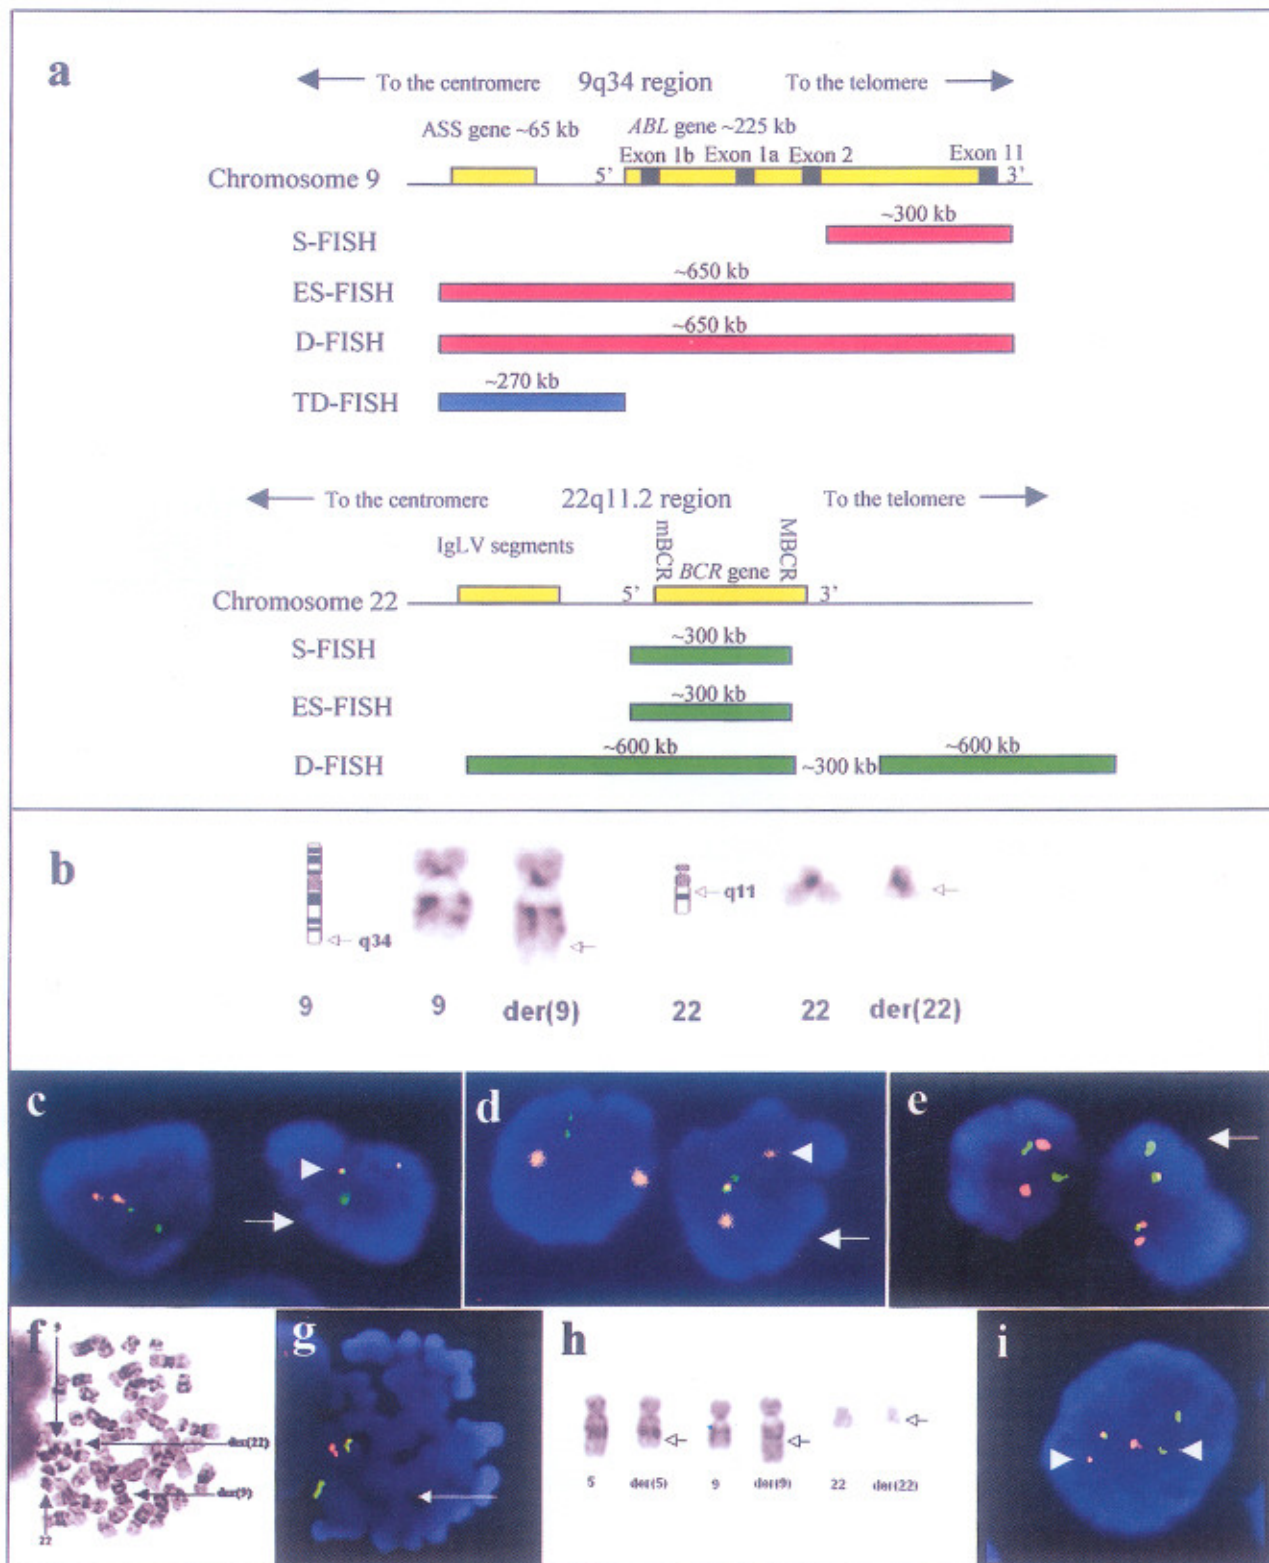 a
To the centromere 9q34 region To the telomere
ASS gene ~65 kb ABL gene ~225 kb
Exon 1b Exon 1a Exon 2 Exon 11
Chromosome 9 5’ 3’
S-FISH ~300 kb
ES-FISH ~650 kb
D-FISH ~650 kb
TD-FISH ~270 kb
To the centromere 22q11.2 region To the telomere
IgLV segments mBCR BCR gene MBCR
Chromosome 22 5’ 3’
S-FISH ~300 kb
ES-FISH ~300 kb
D-FISH ~600 kb ~300 kb ~600 kb
b
q34 q11
9 9 der(9) 22 22 der(22)
c d e
f g h i
9
der(22)
der(9)
22
5 der(5) 9 der(9) 22 der(22)